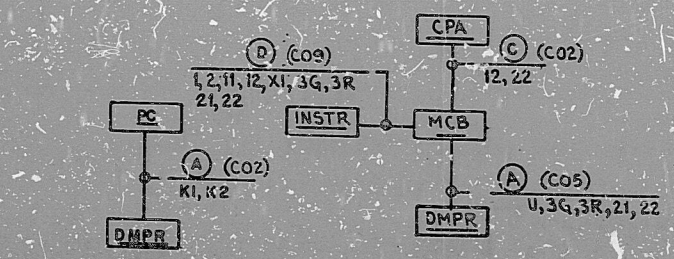 CPA
D (C09)
C (C02)
1, 2, 11, 12, X1, 3G, 3R
12, 22
21, 22
PC
INSTR
MCB
A (C02)
K1, K2
A (C05)
U, 3G, 3R, 21, 22
DMPR
DMPR